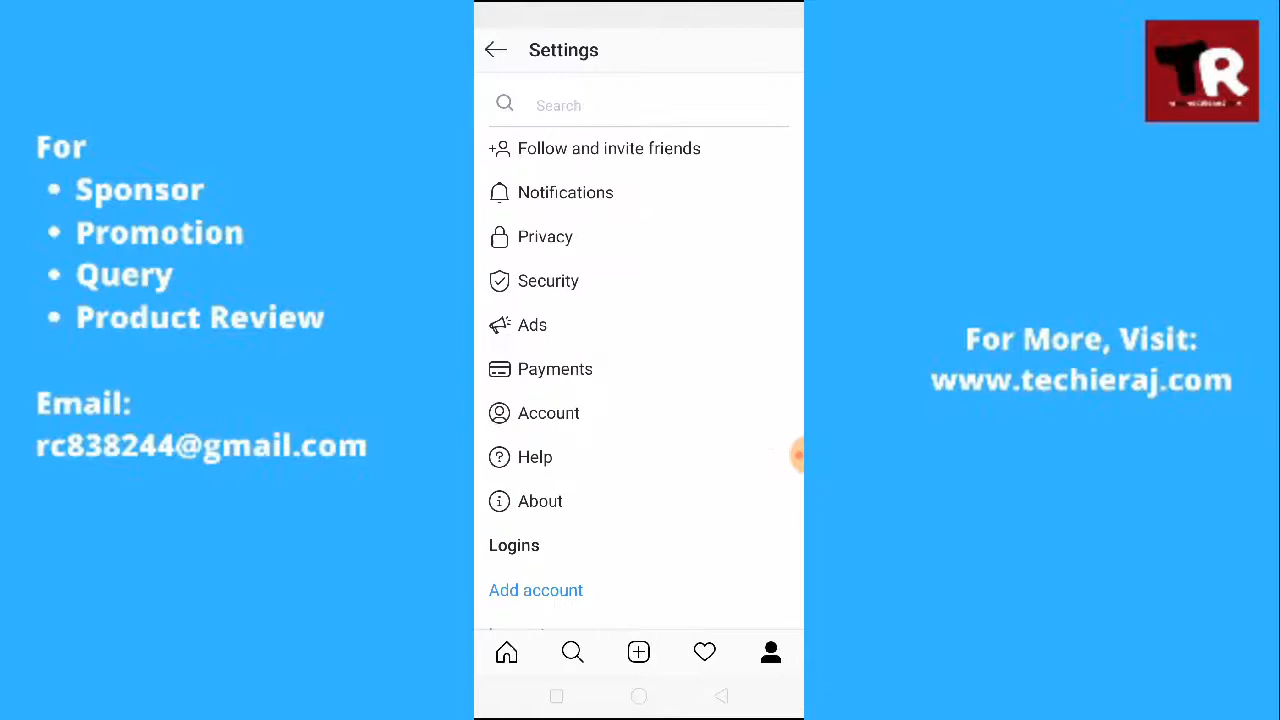 For
• Sponsor
• Promotion
• Query
• Product Review
Email:
rc838244@gmail.com
Settings
Search
Follow and invite friends
Notifications
Privacy
Security
Ads
Payments
Account
Help
About
Logins
Add account
TR
For More, Visit:
www.techieraj.com